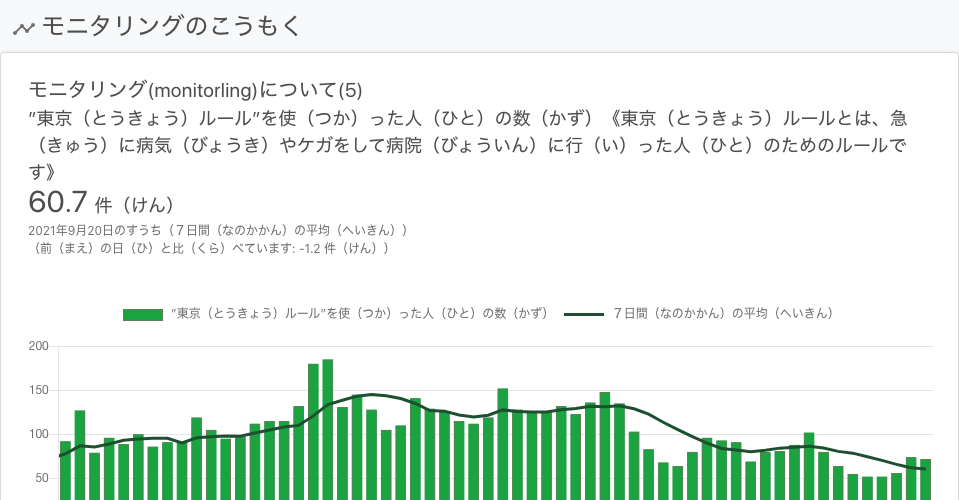 モニタリングのこうもく
モニタリング(monitorling)について(5)
”東京（とうきょう）ルール”を使（つか）った人（ひと）の数（かず）《東京（とうきょう）ルールとは、急
（きゅう）に病気（びょうき）やケガをして病院（びょういん）に行（い）った人（ひと）のためのルールで
す》
60.7 件（けん）
2021年9月20日のすうち（７日間（なのかかん）の平均（へいきん））
（前（まえ）の日（ひ）と比（くら）べています: -1.2 件（けん））
”東京（とうきょう）ルール”を使（つか）った人（ひと）の数（かず） ７日間（なのかかん）の平均（へいきん）
200
150
100
50